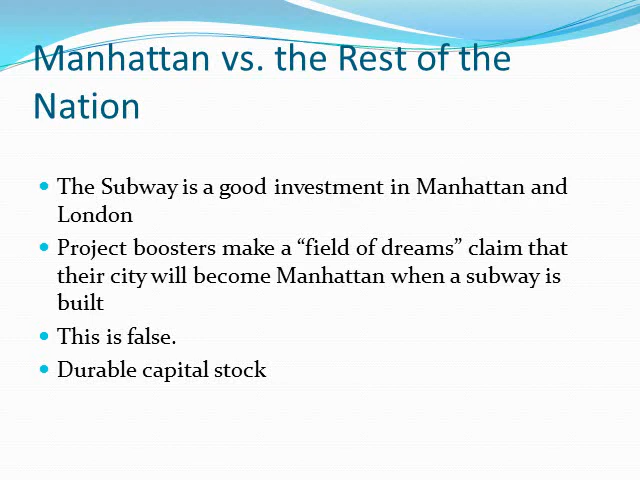 Manhattan vs. the Rest of the
Nation
• The Subway is a good investment in Manhattan and
London
• Project boosters make a “field of dreams” claim that
their city will become Manhattan when a subway is
built
• This is false.
• Durable capital stock